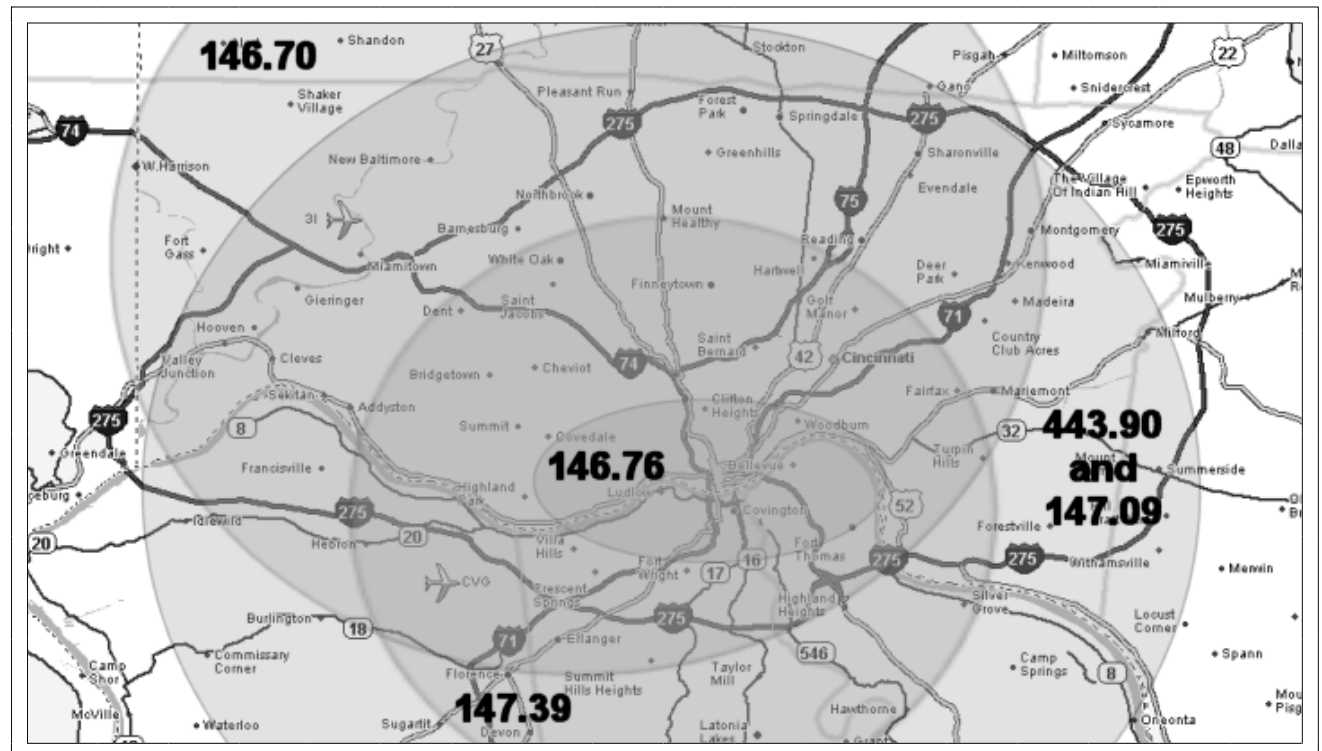 146.70
Shandon
27
Stockton
Pisgah
Miltomson
22
Shaker
Village
Pleasant Run
Forest
Park
Springdale
Gano
Snidercrest
74
275
275
Sycamore
W.Harrison
New Baltimore
Greenhills
Sharonville
48
Evendale
The Village
Of Indian Hill
Epworth
Heights
Northbrook
75
3I
Mount
Healthy
Barnesburg
Reading
Montgomery
275
Fort
Gass
Miamitown
White Oak
Hartwell
Deer
Park
Kenwood
Miamiville
Gieringer
Finneytown
Dent
Saint
Jacobs
Golf
Manor
Madeira
Mulberry
71
Hooven
Saint
Bernard
Country
Club Acres
Milford
Valley
Junction
Cleves
74
42
Cincinnati
Bridgetown
Cheviot
Sekitan
Addyston
Fairfax
Mariemont
Clifton
Heights
275
8
Summit
Covedale
Woodburn
32
443.90
and
147.09
Greendale
Francisville
146.76
Bellevue
Turpin
Hills
Mount
Summerside
Highland
Park
Ludlow
Covington
52
Idlewild
275
20
Hebron
20
Villa
Hills
Forestville
Fort
Thomas
Fort
Wright
16
17
275
275
Withamsville
Merwin
CVG
Crescent
Springs
Highland
Heights
Silver
Grove
Burlington
18
275
Locust
Corner
71
Erlanger
Commissary
Corner
546
Camp
Springs
8
Spann
Camp
Shor
Florence
Summit
Hills Heights
Taylor
Mill
147.39
McVille
Waterloo
Sugartit
Devon
Latonia
Lakes
Hawthorne
Oneonta
Grant